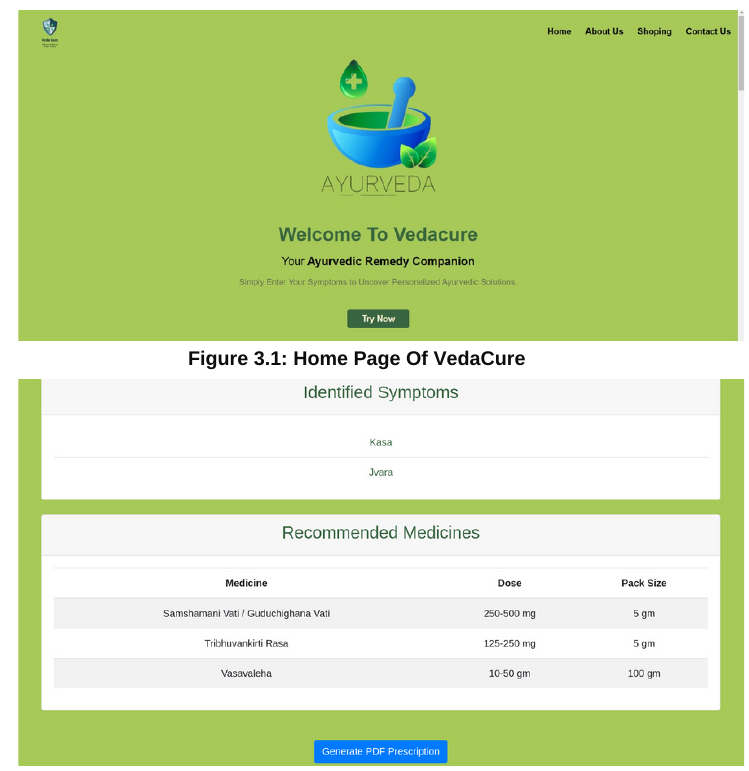 Veda Cure
Home About Us Shoping Contact Us
AYURVEDA
Welcome To Vedacure
Your Ayurvedic Remedy Companion
Simply Enter Your Symptoms to Uncover Personalized Ayurvedic Solutions.
Try Now
Figure 3.1: Home Page Of VedaCure
Identified Symptoms
Kasa
Jvara
Recommended Medicines
Medicine Dose Pack Size
Samshamani Vati / Guduchighana Vati 250-500 mg 5 gm
Tribhuvankirti Rasa 125-250 mg 5 gm
Vasavaleha 10-50 gm 100 gm
Generate PDF Prescription